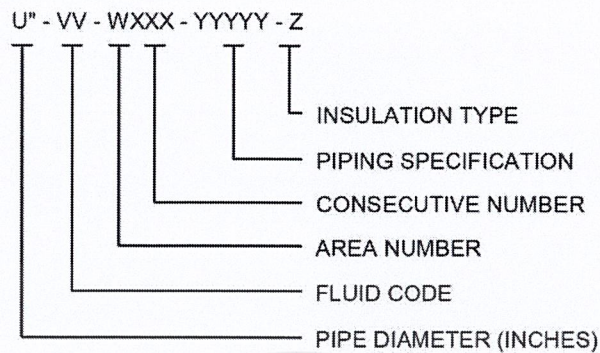 U" - VV - WXXX - YYYYY - Z
INSULATION TYPE
PIPING SPECIFICATION
CONSECUTIVE NUMBER
AREA NUMBER
FLUID CODE
PIPE DIAMETER (INCHES)